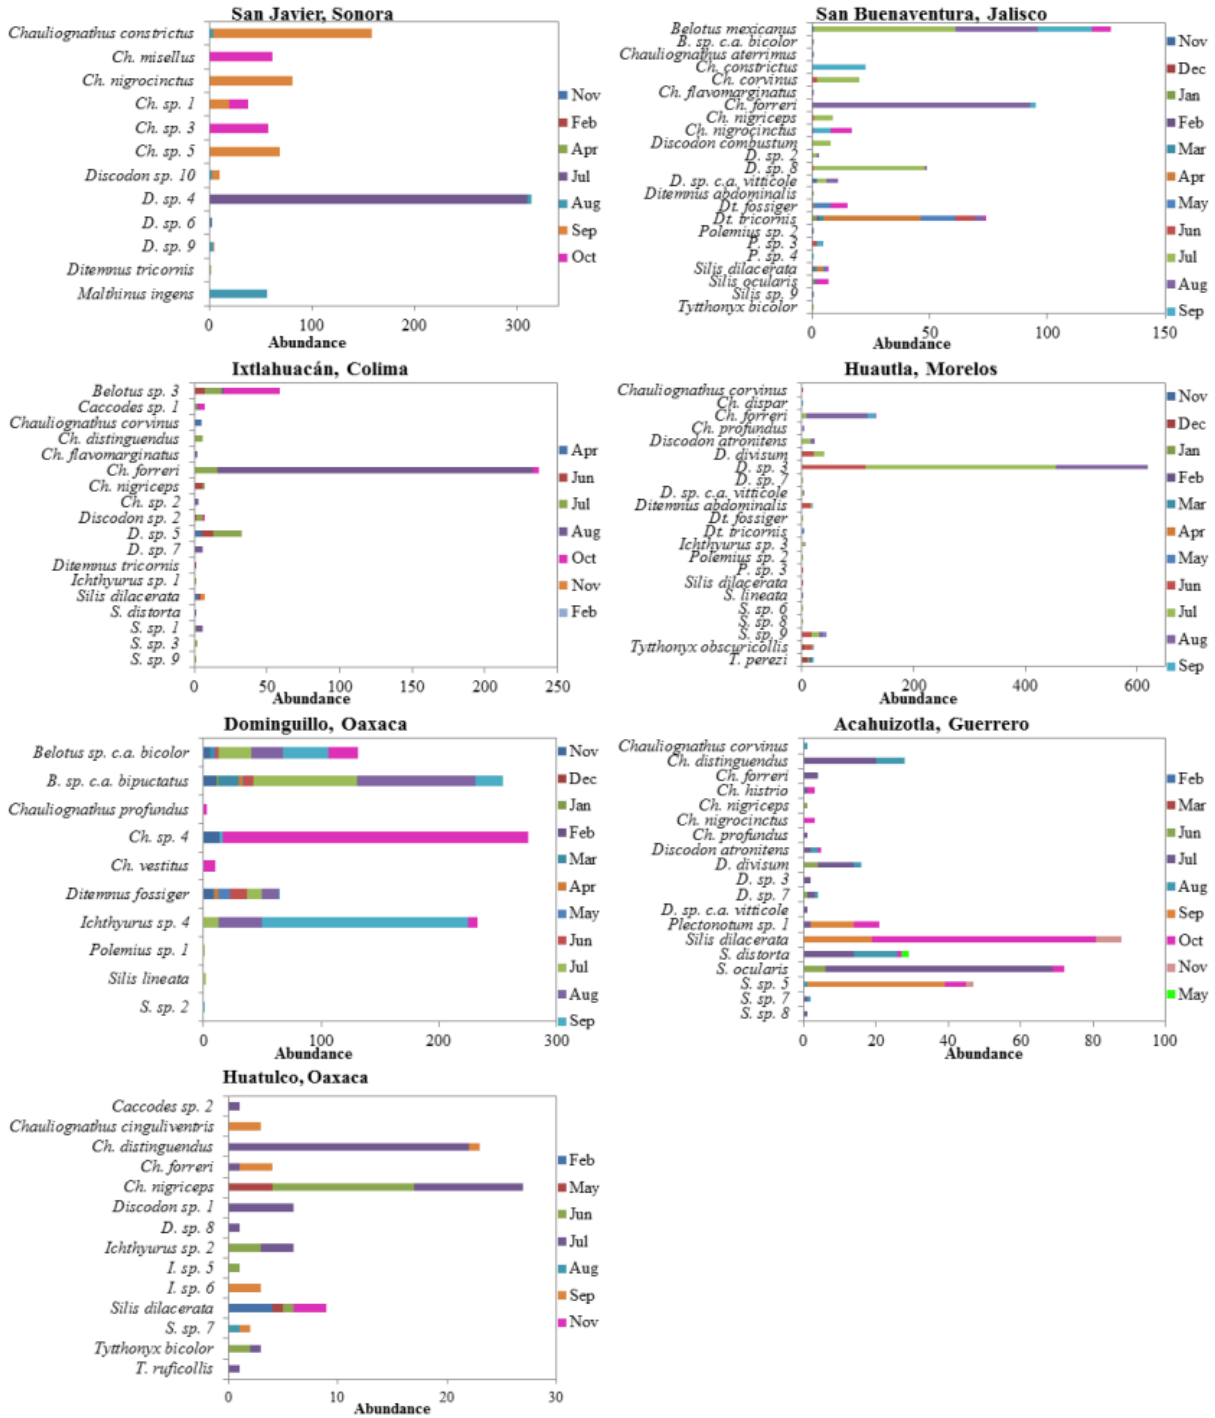 San Javier, Sonora
Chauliognathus constrictus
Ch. misellus
Ch. nigrocinctus
Ch. sp. 1
Ch. sp. 3
Ch. sp. 5
Discodon sp. 10
D. sp. 4
D. sp. 6
D. sp. 9
Ditemnus tricornis
Malthinus ingens
0 100 200 300
Abundance
Nov
Feb
Apr
Jul
Aug
Sep
Oct
San Buenaventura, Jalisco
Belotus mexicanus
B. sp. c.a. bicolor
Chauliognathus aterrimus
Ch. constrictus
Ch. corvinus
Ch. flavomarginatus
Ch. forreri
Ch. nigriceps
Ch. nigrocinctus
Discodon combustum
D. sp. 2
D. sp. 8
D. sp. c.a. vitticole
Ditemnus abdominalis
Dt. fossiger
Dt. tricornis
Polemius sp. 2
P. sp. 3
P. sp. 4
Silis dilacerata
Silis ocularis
Silis sp. 9
Tytthonyx bicolor
0 50 100 150
Abundance
Nov
Dec
Jan
Feb
Mar
Apr
May
Jun
Jul
Aug
Sep
Ixtlahuacán, Colima
Belotus sp. 3
Caccodes sp. 1
Chauliognathus corvinus
Ch. distinguendus
Ch. flavomarginatus
Ch. forreri
Ch. nigriceps
Ch. sp. 2
Discodon sp. 2
D. sp. 5
D. sp. 7
Ditemnus tricornis
Ichthyurus sp. 1
Silis dilacerata
S. distorta
S. sp. 1
S. sp. 3
S. sp. 9
0 50 100 150 200 250
Abundance
Apr
Jun
Jul
Aug
Oct
Nov
Feb
Huautla, Morelos
Chauliognathus corvinus
Ch. dispar
Ch. forreri
Ch. profundus
Discodon atronitens
D. divisum
D. sp. 3
D. sp. 7
D. sp. c.a. vitticole
Ditemnus abdominalis
Dt. fossiger
Dt. tricornis
Ichthyurus sp. 3
Polemius sp. 2
P. sp. 3
Silis dilacerata
S. lineata
S. sp. 6
S. sp. 8
S. sp. 9
Tytthonyx obscuricollis
T. perezi
0 200 400 600
Abundance
Nov
Dec
Jan
Feb
Mar
Apr
May
Jun
Jul
Aug
Sep
Dominguillo, Oaxaca
Belotus sp. c.a. bicolor
B. sp. c.a. bipuctatus
Chauliognathus profundus
Ch. sp. 4
Ch. vestitus
Ditemnus fossiger
Ichthyurus sp. 4
Polemius sp. 1
Silis lineata
S. sp. 2
0 100 200 300
Abundance
Nov
Dec
Jan
Feb
Mar
Apr
May
Jun
Jul
Aug
Sep
Acahuizotla, Guerrero
Chauliognathus corvinus
Ch. distinguendus
Ch. forreri
Ch. histrio
Ch. nigriceps
Ch. nigrocinctus
Ch. profundus
Discodon atronitens
D. divisum
D. sp. 3
D. sp. 7
D. sp. c.a. vitticole
Plectonotum sp. 1
Silis dilacerata
S. distorta
S. ocularis
S. sp. 5
S. sp. 7
S. sp. 8
0 20 40 60 80 100
Abundance
Feb
Mar
Jun
Jul
Aug
Sep
Oct
Nov
May
Huatulco, Oaxaca
Caccodes sp. 2
Chauliognathus cinguliventris
Ch. distinguendus
Ch. forreri
Ch. nigriceps
Discodon sp. 1
D. sp. 8
Ichthyurus sp. 2
I. sp. 5
I. sp. 6
Silis dilacerata
S. sp. 7
Tytthonyx bicolor
T. ruficollis
0 10 20 30
Abundance
Feb
May
Jun
Jul
Aug
Sep
Nov